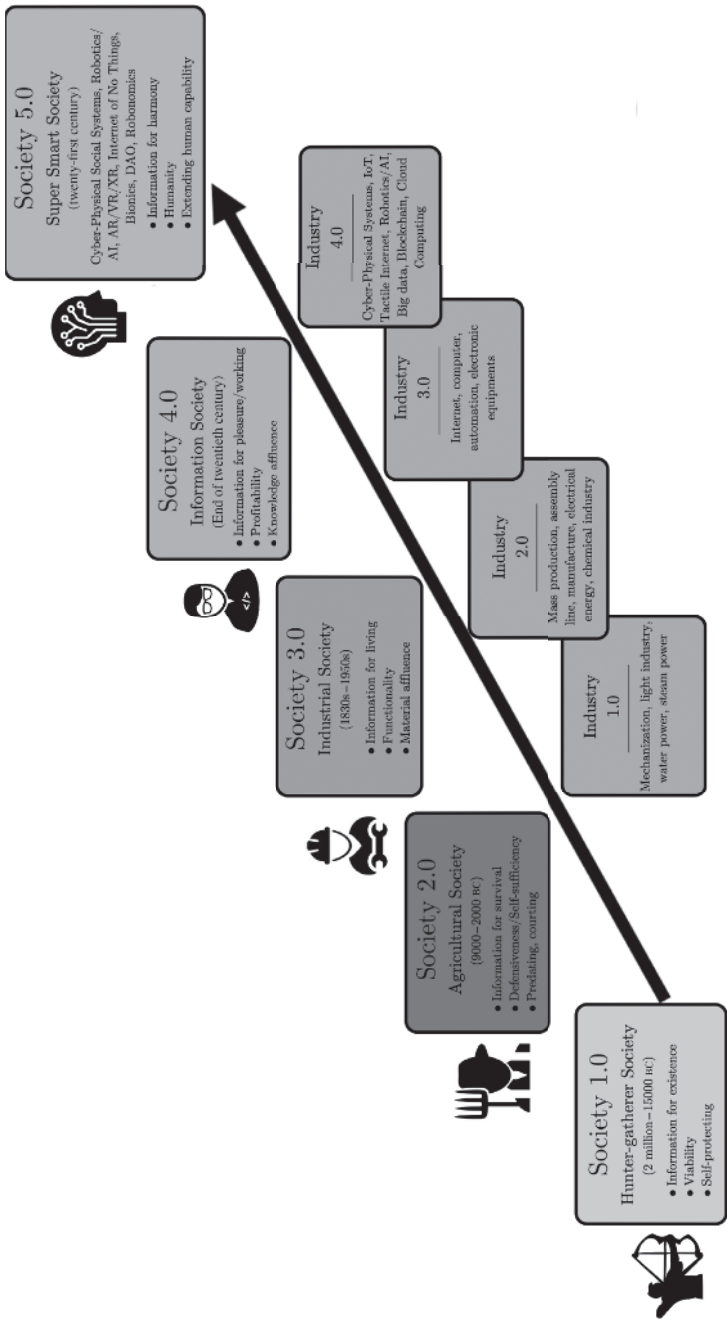 Society 1.0
Hunter-gatherer Society
(2 million–15000 BC)
• Information for existence
• Viability
• Self-protecting
Society 2.0
Agricultural Society
(9000–2000 BC)
• Information for survival
• Defensiveness/Self-sufficiency
• Predating, courting
Society 3.0
Industrial Society
(1830s–1950s)
• Information for living
• Functionality
• Material affluence
Society 4.0
Information Society
(End of twentieth century)
• Information for pleasure/working
• Profitability
• Knowledge affluence
</>
Society 5.0
Super Smart Society
(twenty-first century)
Cyber-Physical Social Systems, Robotics/
AI, AR/VR/XR, Internet of No Things,
Bionics, DAO, Robonomics
• Information for harmony
• Humanity
• Extending human capability
Industry
1.0
Mechanization, light industry,
water power, steam power
Industry
2.0
Mass production, assembly
line, manufacture, electrical
energy, chemical industry
Industry
3.0
Internet, computer,
automation, electronic
equipments
Industry
4.0
Cyber-Physical Systems, IoT,
Tactile Internet, Robotics/AI,
Big data, Blockchain, Cloud
Computing